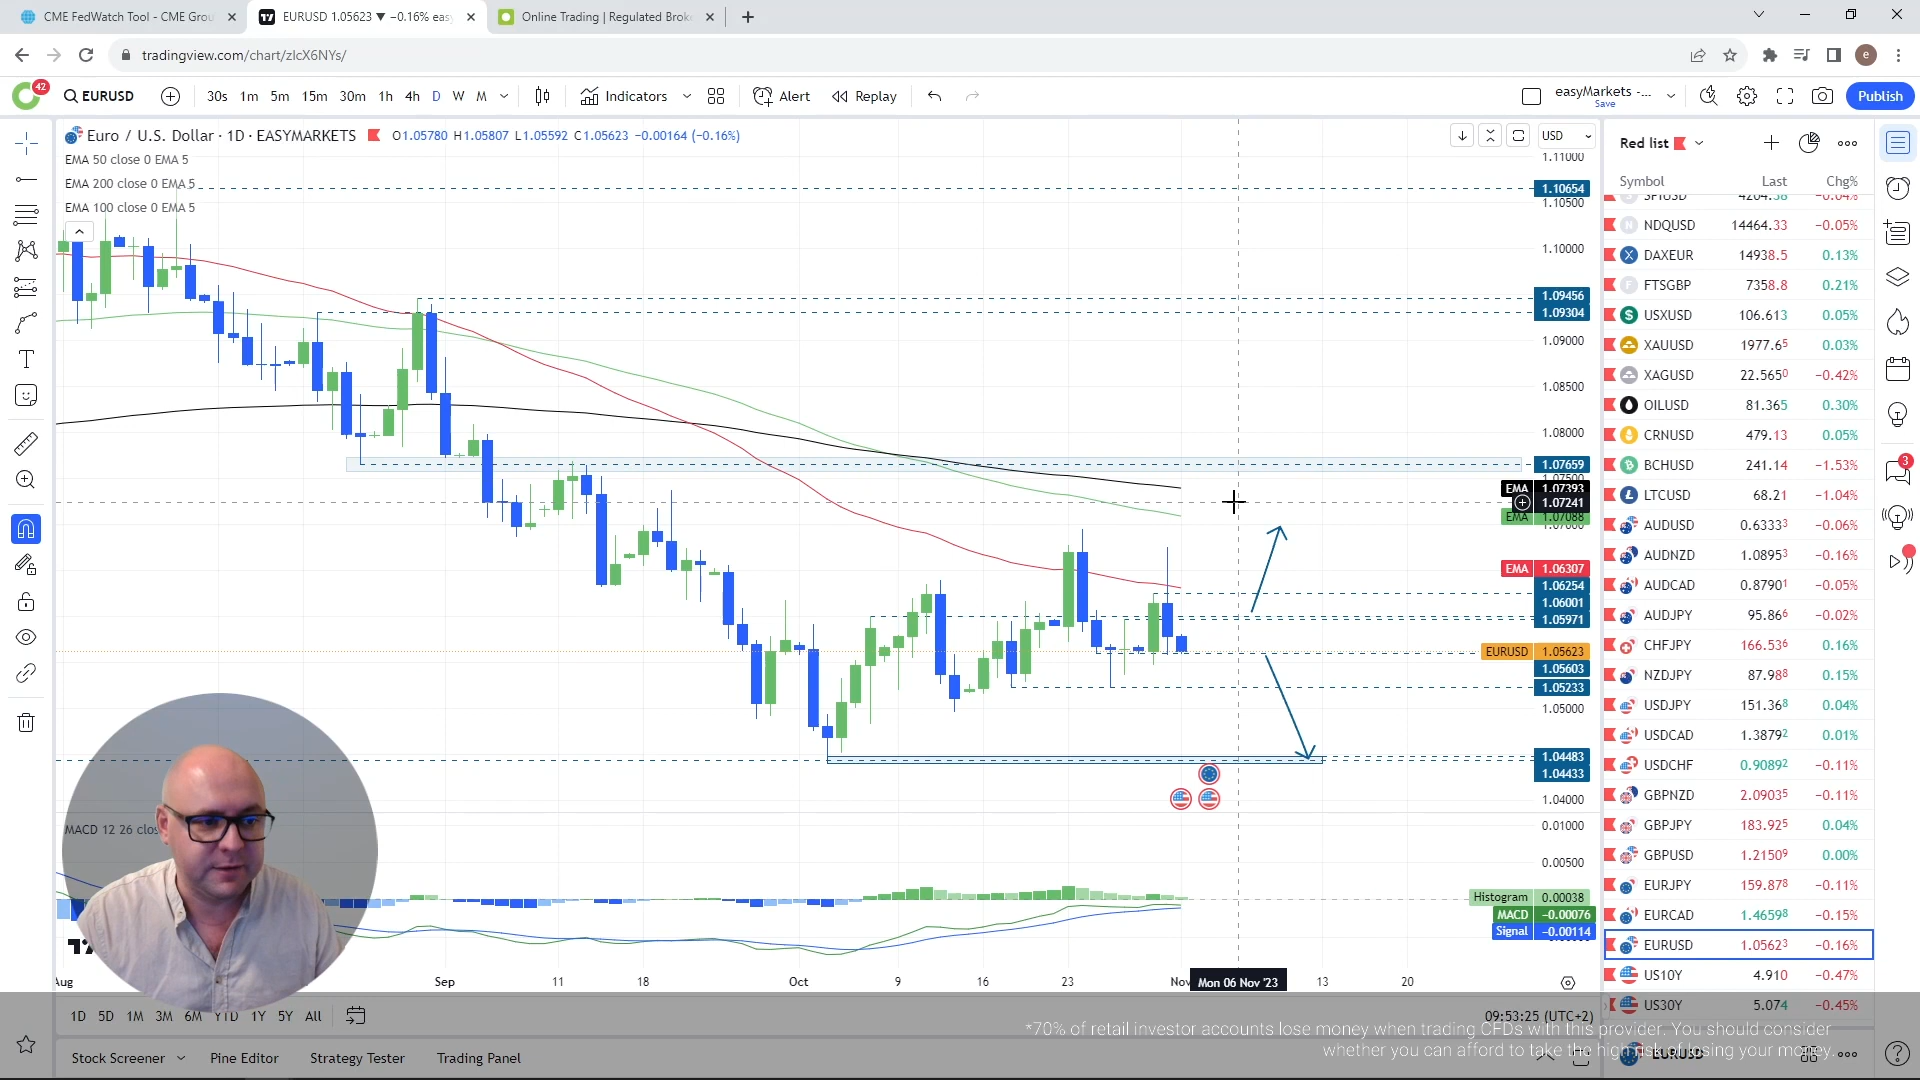 CME FedWatch Tool - CME Grou
EURUSD 1.05623 ▼ −0.16% eas
Online Trading | Regulated Brok
tradingview.com/chart/zIcX6NYs/
e
42
EURUSD
30s 1m 5m 15m 30m 1h 4h D W M
Indicators
Alert
Replay
easyMarkets -...
Save
Publish
Euro / U.S. Dollar · 1D · EASYMARKETS
O1.05780 H1.05807 L1.05592 C1.05623 −0.00164 (−0.16%)
USD
EMA 50 close 0 EMA 5
EMA 200 close 0 EMA 5
EMA 100 close 0 EMA 5
1.11000
1.10654
1.10500
1.10000
1.09456
1.09304
1.09000
1.08500
1.08000
1.07659
EMA 1.07393
1.07241
EMA 1.07088
EMA 1.06307
1.06254
1.06001
1.05971
EURUSD 1.05623
1.05603
1.05233
1.05000
1.04483
1.04433
1.04000
MACD 12 26 clos
0.01000
0.00500
Histogram 0.00038
MACD −0.00076
Signal −0.00114
Aug Sep 11 18 Oct 9 16 23 Nov Mon 06 Nov '23 13 20
1D 5D 1M 3M 6M YTD 1Y 5Y All
09:53:25 (UTC+2)
Stock Screener
Pine Editor
Strategy Tester
Trading Panel
Red list
Symbol Last Chg%
NDQUSD 14464.33 −0.05%
DAXEUR 14938.5 0.13%
FTSGBP 7358.8 0.21%
USXUSD 106.613 0.05%
XAUUSD 1977.65 0.03%
XAGUSD 22.5650 −0.42%
OILUSD 81.365 0.30%
CRNUSD 479.13 0.05%
BCHUSD 241.14 −1.53%
LTCUSD 68.21 −1.04%
AUDUSD 0.63333 −0.06%
AUDNZD 1.08953 −0.16%
AUDCAD 0.87901 −0.05%
AUDJPY 95.866 −0.02%
CHFJPY 166.536 0.16%
NZDJPY 87.988 0.15%
USDJPY 151.368 0.04%
USDCAD 1.38792 0.01%
USDCHF 0.90892 −0.11%
GBPNZD 2.09035 −0.11%
GBPJPY 183.925 0.04%
GBPUSD 1.21509 0.00%
EURJPY 159.878 −0.11%
EURCAD 1.46598 −0.15%
EURUSD 1.05623 −0.16%
US10Y 4.910 −0.47%
US30Y 5.074 −0.45%
EURUSD
3
*70% of retail investor accounts lose money when trading CFDs with this provider. You should consider
whether you can afford to take the high risk of losing your money.